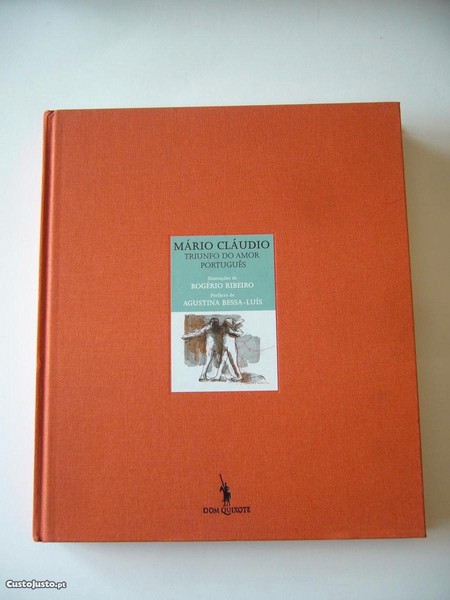 MÁRIO CLÁUDIO
TRIUNFO DO AMOR
PORTUGUÊS
Ilustrações de
ROGÉRIO RIBEIRO
Prefácio de
AGUSTINA BESSA-LUÍS
DOM QUIXOTE
CustoJusto.pt